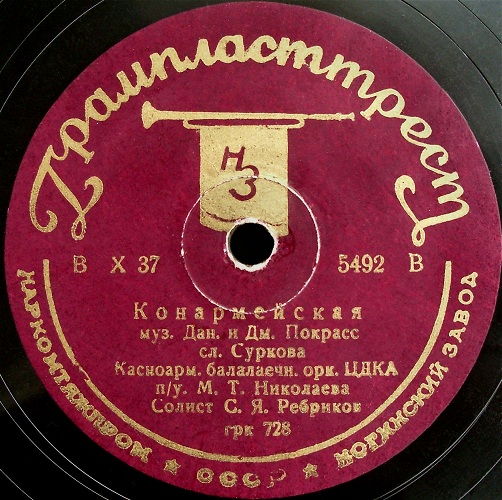 Грампласттрест
НЗ
В Х 37 5492 В
Конармейская
муз. Дан. и Дм. Покрасс
сл. Суркова
Касноарм. балалаечн. орк. ЦДКА
п/у. М. Т. Николаева
Солист С. Я. Ребриков
грк 728
НАРКОМТЯЖПРОМ ★ СССР ★ НОГИНСКИЙ ЗАВОД